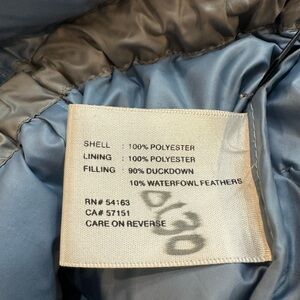 SHELL : 100% POLYESTER
LINING : 100% POLYESTER
FILLING : 90% DUCKDOWN
10% WATERFOWL FEATHERS
RN# 54163
CA# 57151
CARE ON REVERSE
0130